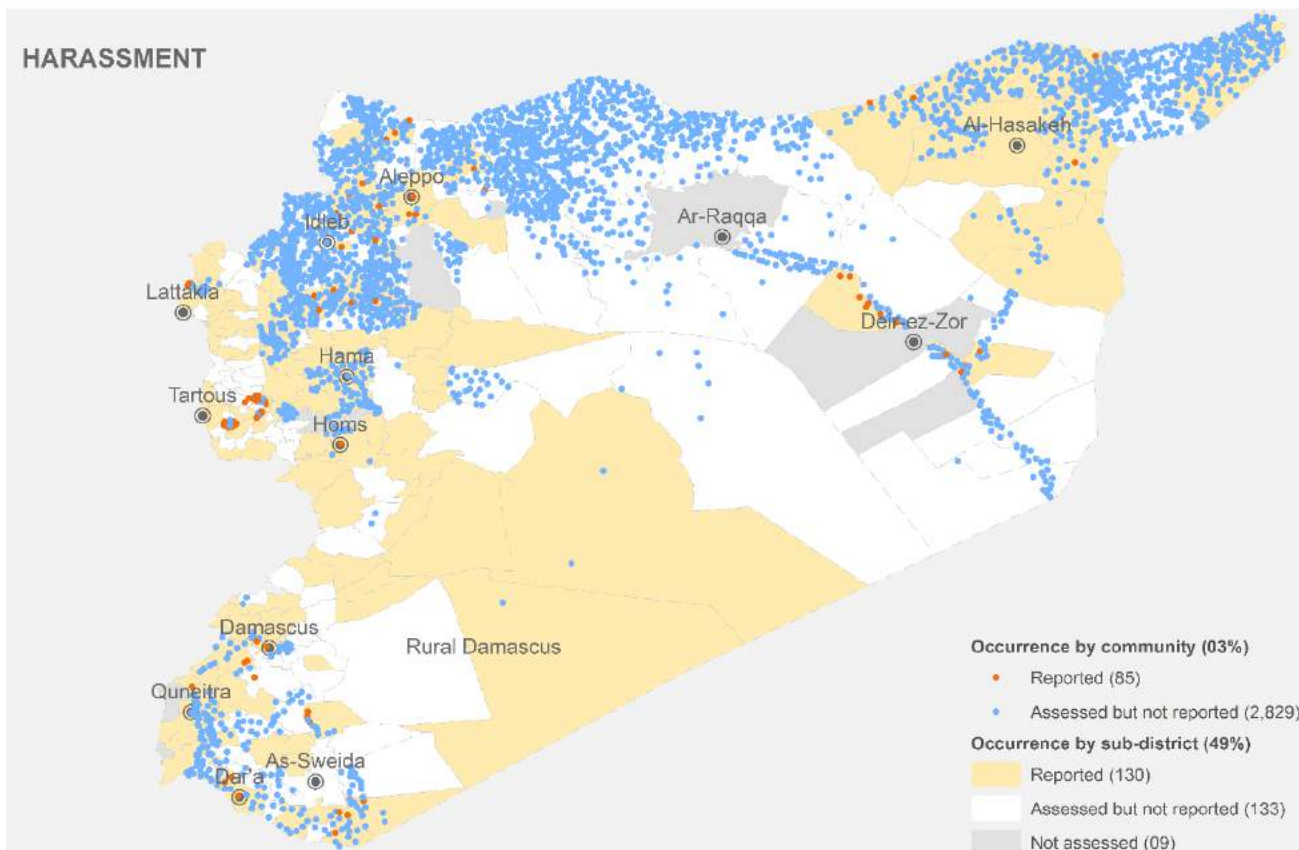 HARASSMENT
Al-Hasakeh
Aleppo
Idleb
Ar-Raqqa
Lattakia
Deir-ez-Zor
Hama
Tartous
Homs
Damascus
Rural Damascus
Quneitra
As-Sweida
Dar'a
Occurrence by community (03%)
Reported (85)
Assessed but not reported (2,829)
Occurrence by sub-district (49%)
Reported (130)
Assessed but not reported (133)
Not assessed (09)